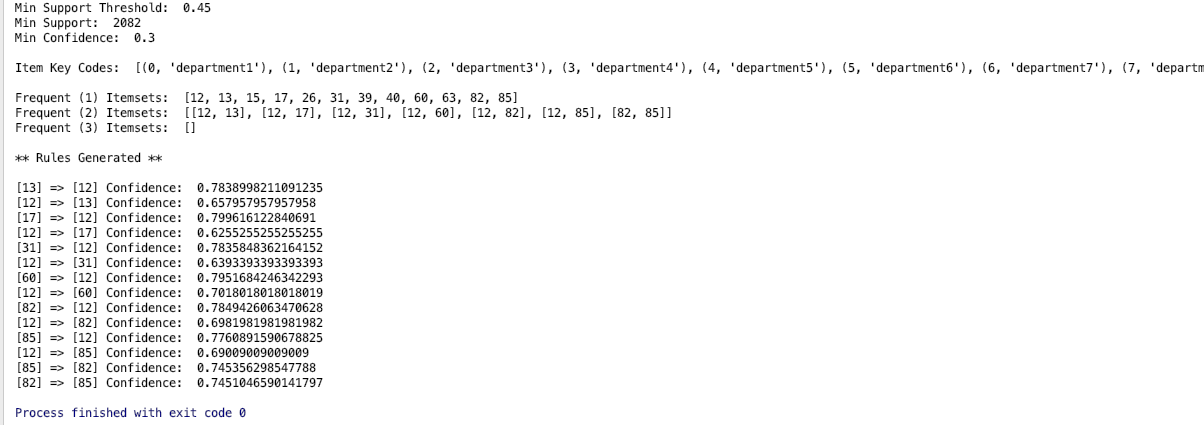 Min Support Threshold:  0.45
Min Support:  2082
Min Confidence:  0.3
Item Key Codes:  [(0, 'department1'), (1, 'department2'), (2, 'department3'), (3, 'department4'), (4, 'department5'), (5, 'department6'), (6, 'department7'), (7, 'departm
Frequent (1) Itemsets:  [12, 13, 15, 17, 26, 31, 39, 40, 60, 63, 82, 85]
Frequent (2) Itemsets:  [[12, 13], [12, 17], [12, 31], [12, 60], [12, 82], [12, 85], [82, 85]]
Frequent (3) Itemsets:  []
** Rules Generated **
[13] => [12] Confidence:  0.7838998211091235
[12] => [13] Confidence:  0.657957957957958
[17] => [12] Confidence:  0.799616122840691
[12] => [17] Confidence:  0.6255255255255255
[31] => [12] Confidence:  0.7835848362164152
[12] => [31] Confidence:  0.6393393393393393
[60] => [12] Confidence:  0.7951684246342293
[12] => [60] Confidence:  0.7018018018018019
[82] => [12] Confidence:  0.7849426063470628
[12] => [82] Confidence:  0.6981981981981982
[85] => [12] Confidence:  0.7760891590678825
[12] => [85] Confidence:  0.69009009009009
[85] => [82] Confidence:  0.745356298547788
[82] => [85] Confidence:  0.7451046590141797
Process finished with exit code 0